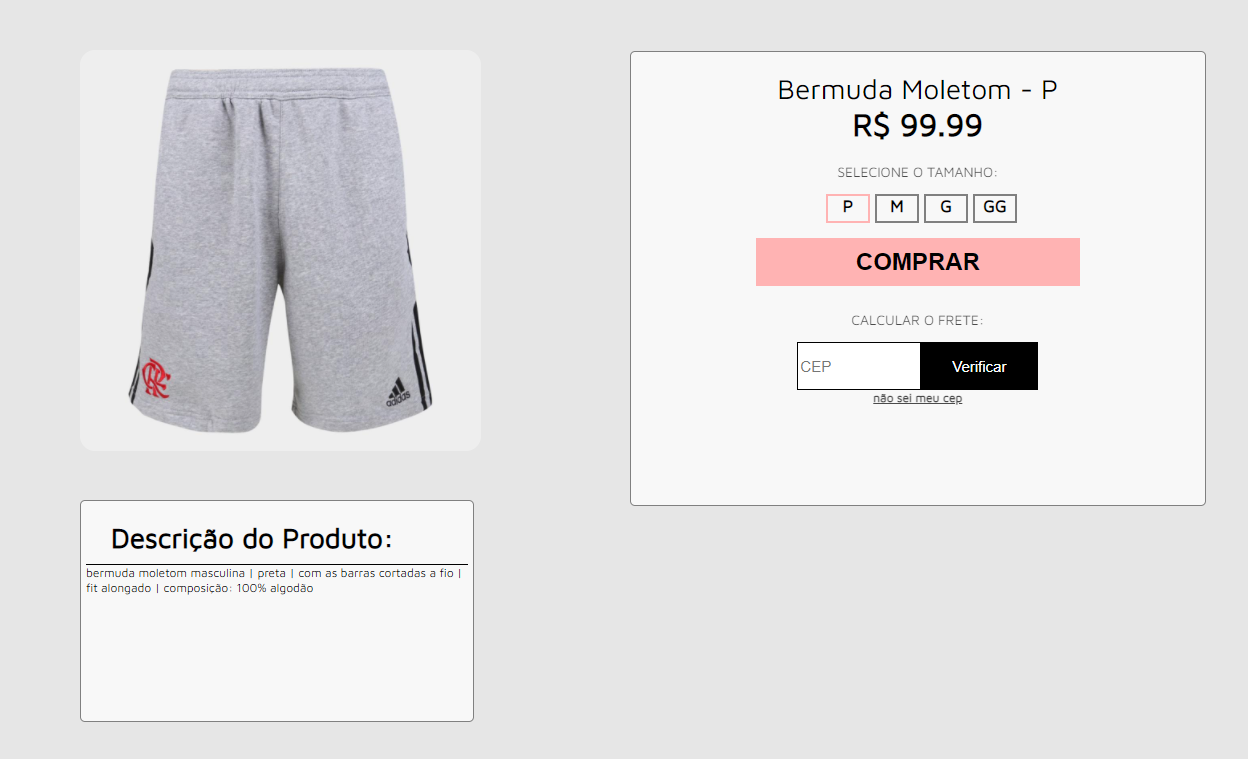 Bermuda Moletom - P
R$ 99.99
SELECIONE O TAMANHO:
P M G GG
COMPRAR
CALCULAR O FRETE:
CEP Verificar
não sei meu cep
adidas
Descrição do Produto:
bermuda moletom masculina | preta | com as barras cortadas a fio |
fit alongado | composição: 100% algodão